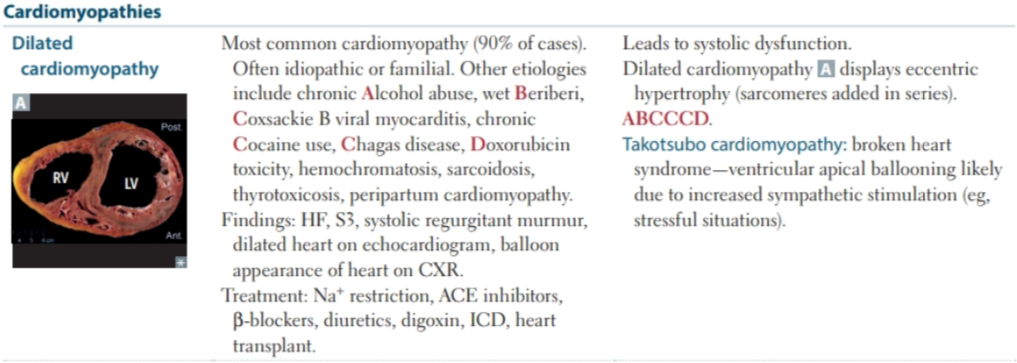 Cardiomyopathies
Dilated
cardiomyopathy
A
Post.
RV
LV
Ant.
4 5 6cm
*
Most common cardiomyopathy (90% of cases).
Often idiopathic or familial. Other etiologies
include chronic Alcohol abuse, wet Beriberi,
Coxsackie B viral myocarditis, chronic
Cocaine use, Chagas disease, Doxorubicin
toxicity, hemochromatosis, sarcoidosis,
thyrotoxicosis, peripartum cardiomyopathy.
Findings: HF, S3, systolic regurgitant murmur,
dilated heart on echocardiogram, balloon
appearance of heart on CXR.
Treatment: Na⁺ restriction, ACE inhibitors,
β-blockers, diuretics, digoxin, ICD, heart
transplant.
Leads to systolic dysfunction.
Dilated cardiomyopathy A displays eccentric
hypertrophy (sarcomeres added in series).
ABCCCD.
Takotsubo cardiomyopathy: broken heart
syndrome—ventricular apical ballooning likely
due to increased sympathetic stimulation (eg,
stressful situations).